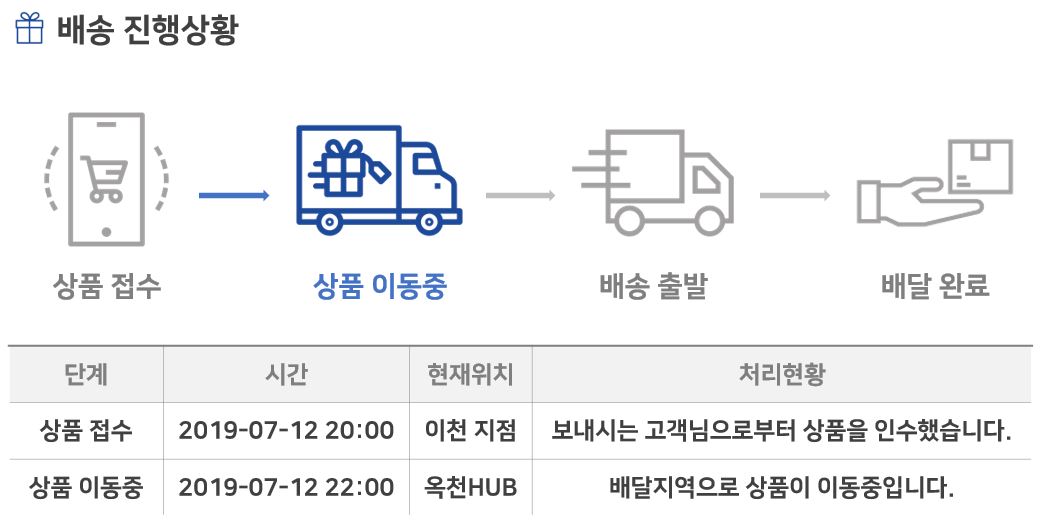 배송 진행상황
상품 접수 상품 이동중 배송 출발 배달 완료
단계 시간 현재위치 처리현황
상품 접수 2019-07-12 20:00 이천 지점 보내시는 고객님으로부터 상품을 인수했습니다.
상품 이동중 2019-07-12 22:00 옥천HUB 배달지역으로 상품이 이동중입니다.